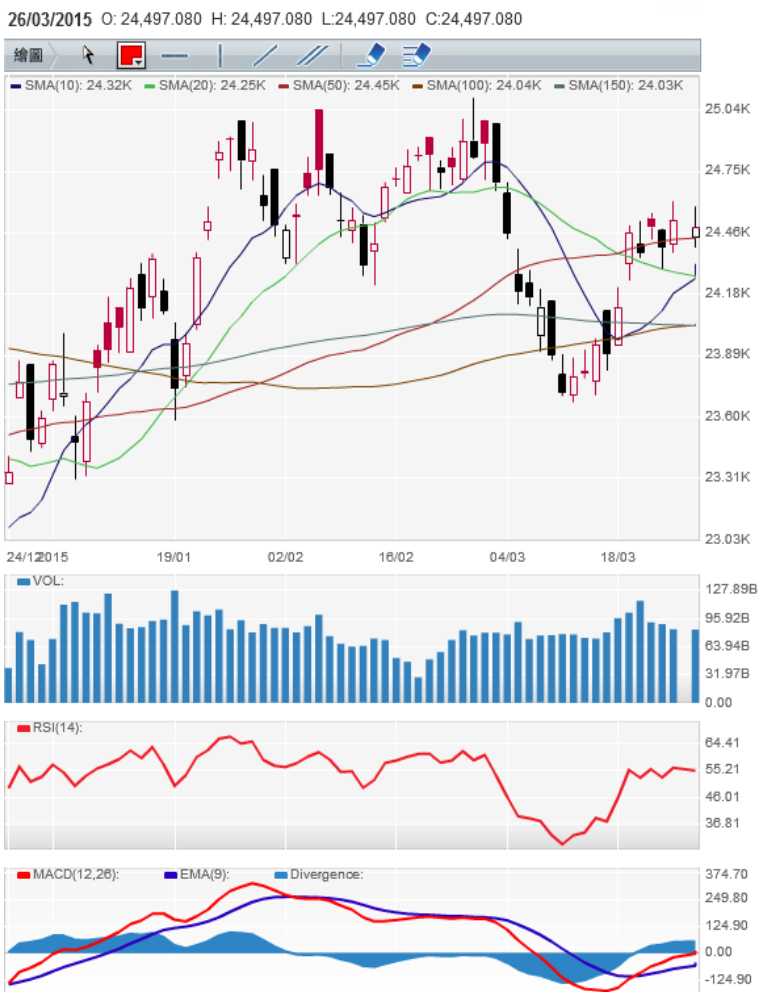 26/03/2015 O: 24,497.080 H: 24,497.080 L:24,497.080 C:24,497.080
繪圖
SMA(10): 24.32K SMA(20): 24.25K SMA(50): 24.45K SMA(100): 24.04K SMA(150): 24.03K
25.04K
24.75K
24.46K
24.18K
23.89K
23.60K
23.31K
23.03K
24/12 2015 19/01 02/02 16/02 04/03 18/03
VOL:
127.89B
95.92B
63.94B
31.97B
0.00
RSI(14):
64.41
55.21
46.01
36.81
MACD(12,26): EMA(9): Divergence:
374.70
249.80
124.90
0.00
-124.90